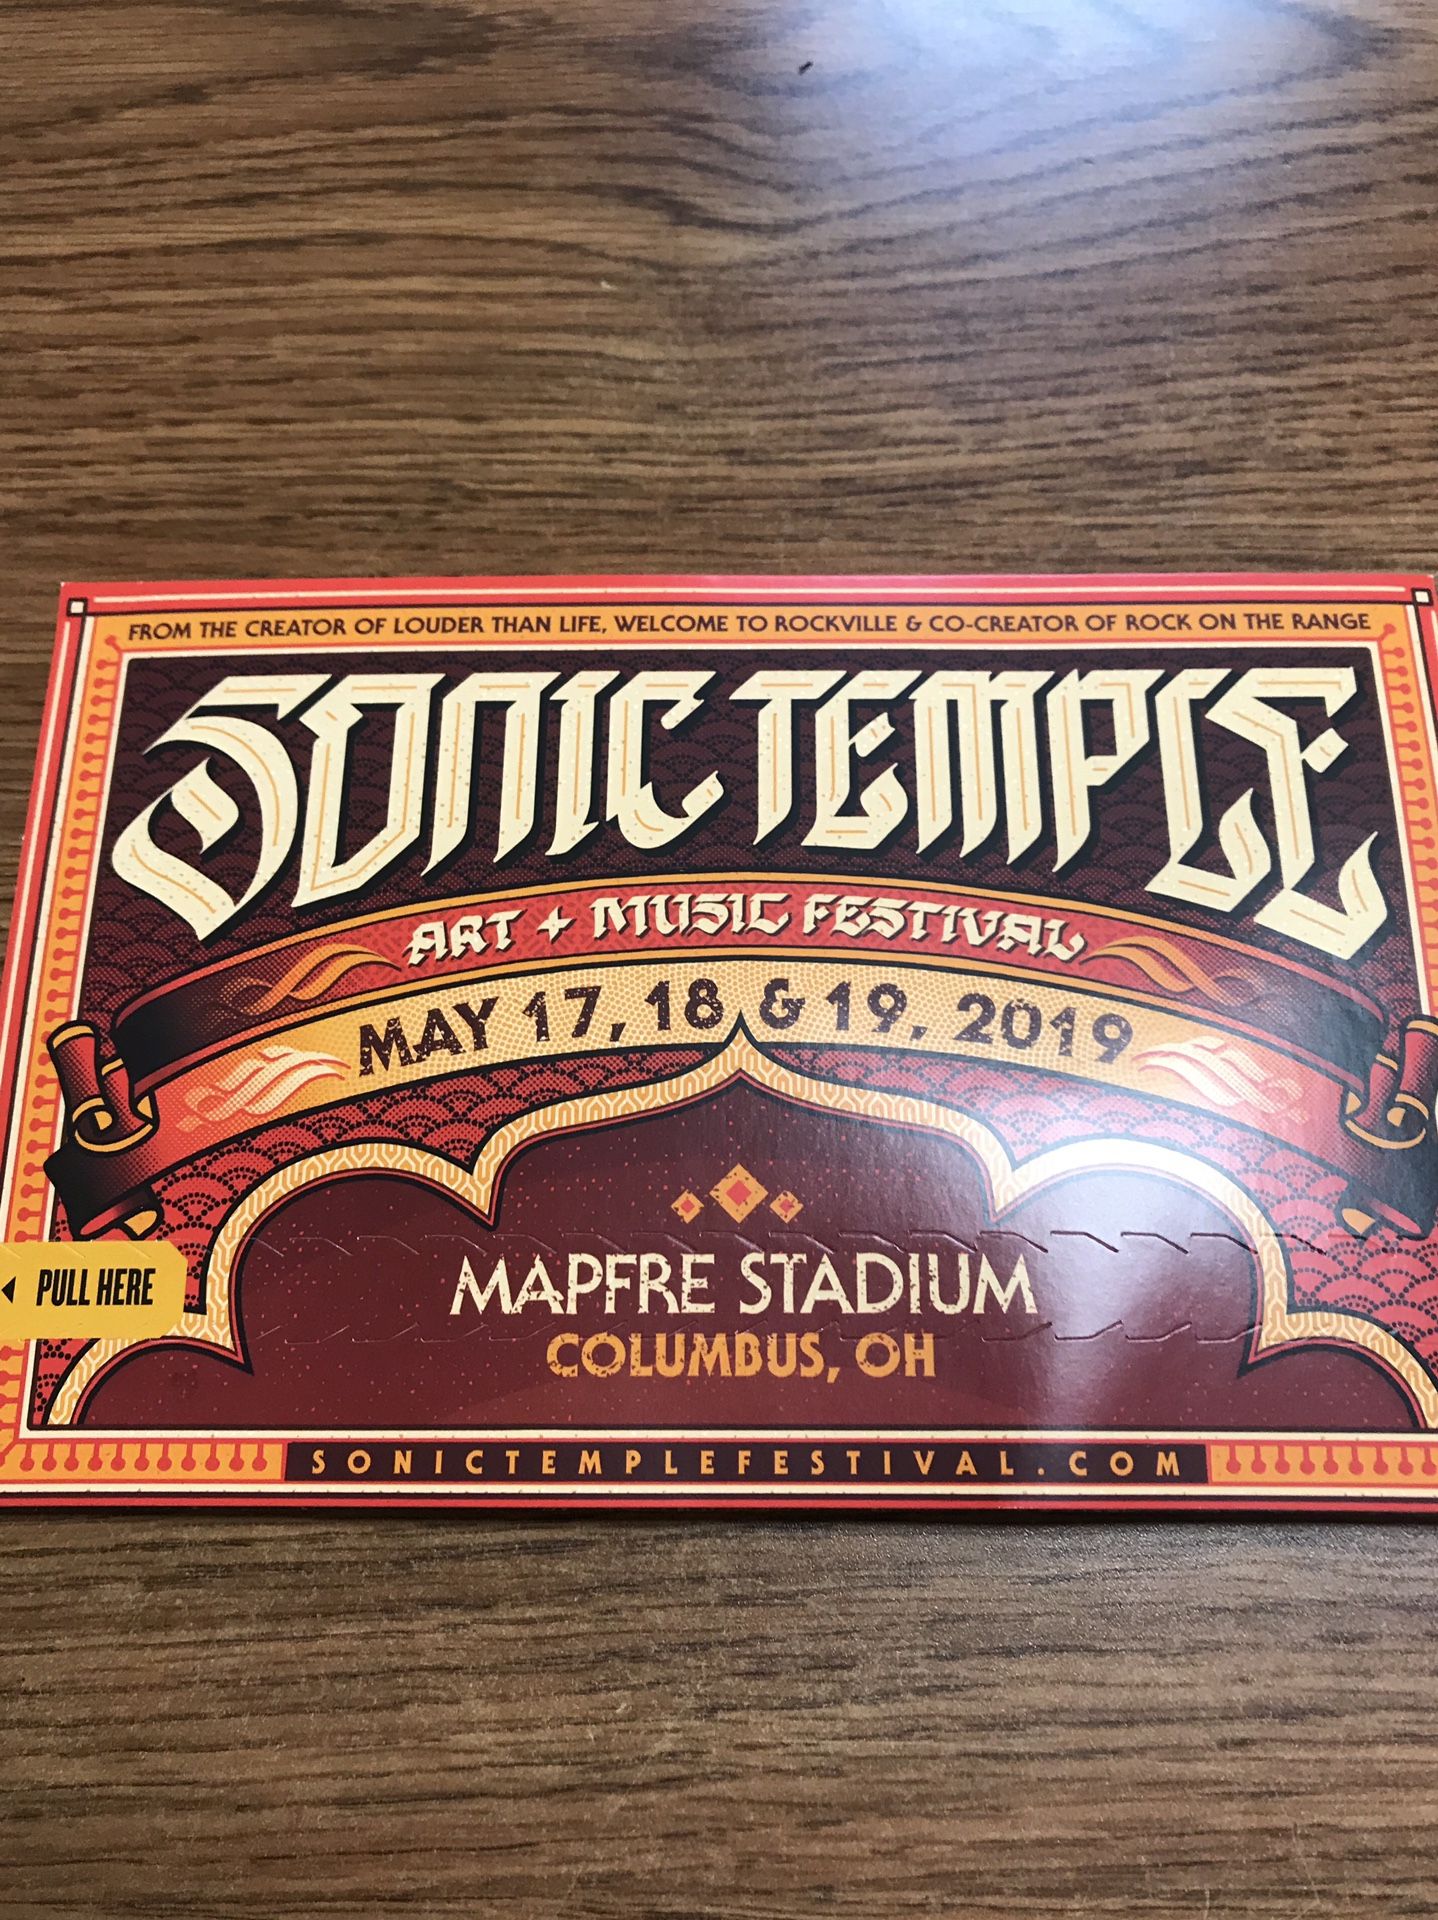 FROM THE CREATOR OF LOUDER THAN LIFE, WELCOME TO ROCKVILLE & CO-CREATOR OF ROCK ON THE RANGE
SONIC TEMPLE
ART + MUSIC FESTIVAL
MAY 17, 18 & 19, 2019
PULL HERE
MAPFRE STADIUM
COLUMBUS, OH
SONICTEMPLEFESTIVAL.COM